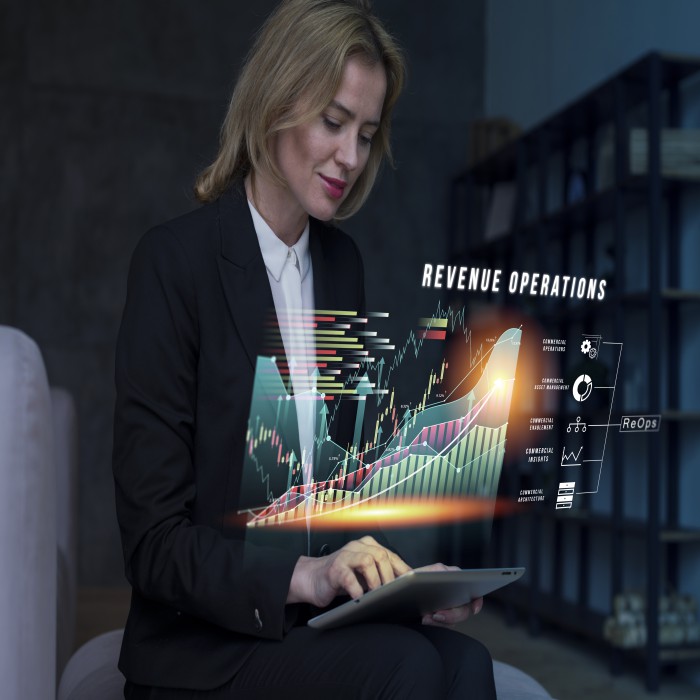 REVENUE OPERATIONS
COMMERCIAL
OPERATIONS
COMMERCIAL
ASSET MANAGEMENT
COMMERCIAL
ENABLEMENT
COMMERCIAL
INSIGHTS
COMMERCIAL
ARCHITECTURE
ReOps